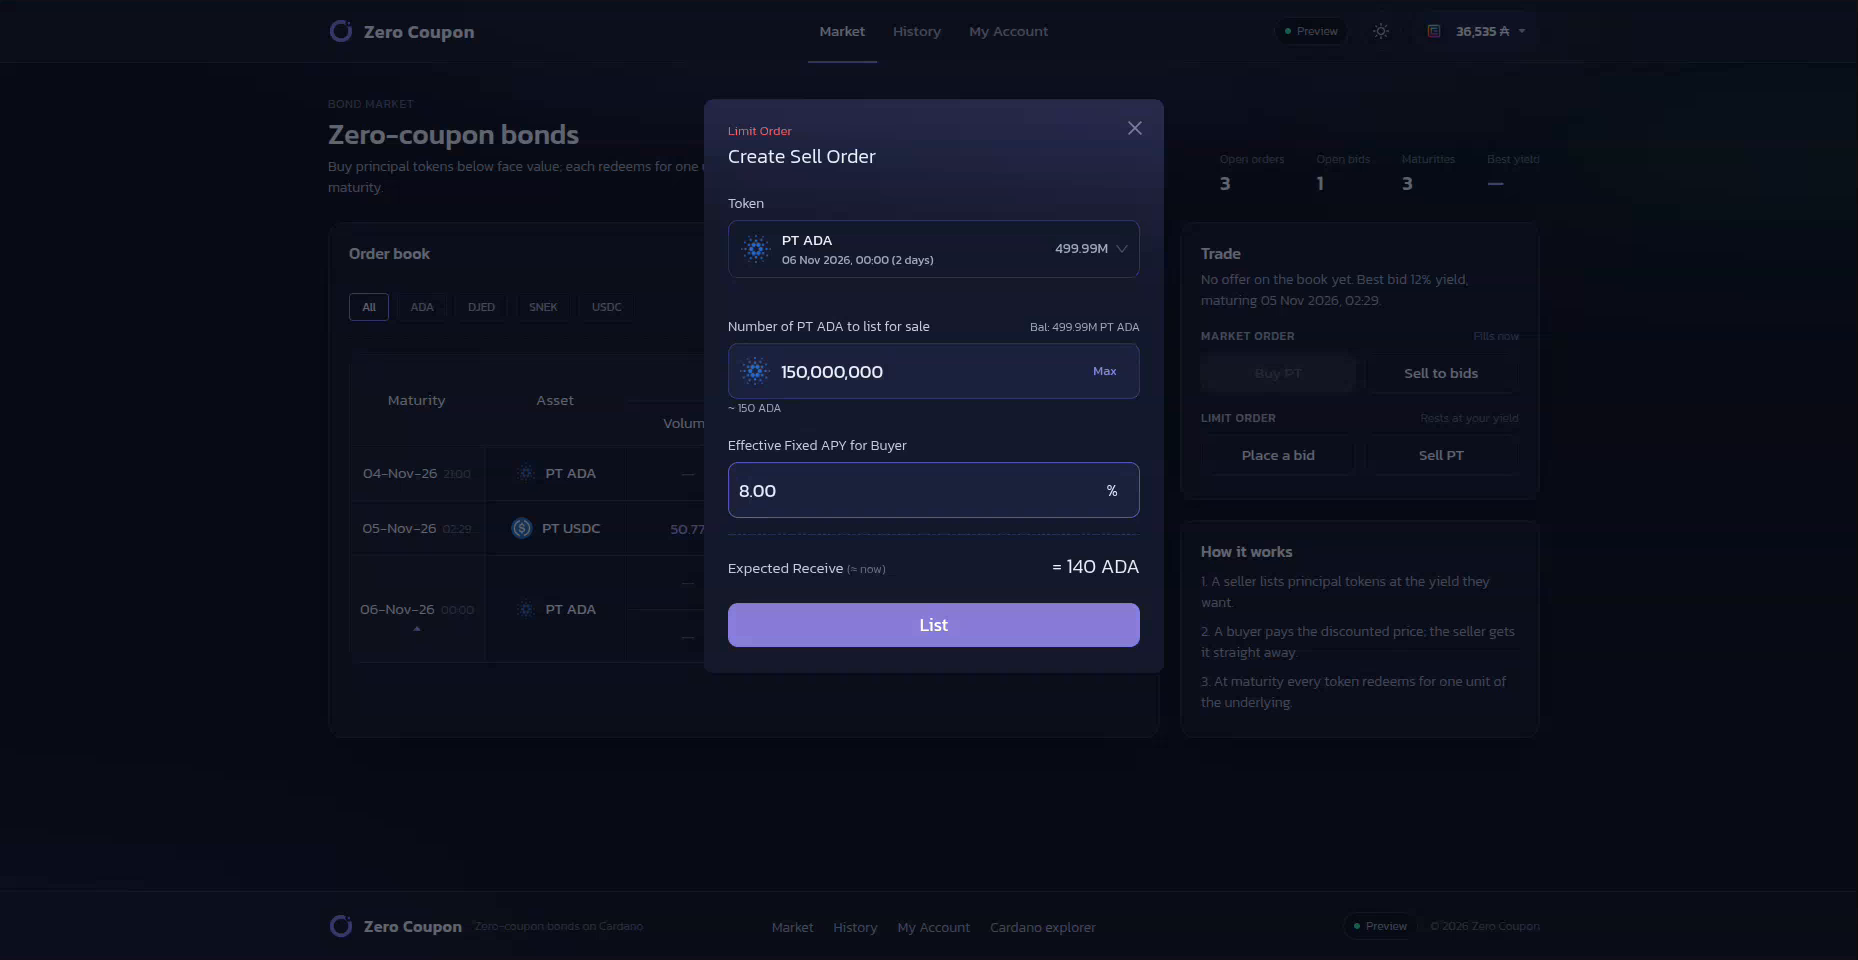 Zero Coupon
Market
History
My Account
Preview
36,535 ₳
BOND MARKET
Zero-coupon bonds
Buy principal tokens below face value; each redeems for one
maturity.
Open orders
3
Open bids
1
Maturities
3
Best yield
—
Order book
All
ADA
DJED
SNEK
USDC
Maturity
Asset
Volum
04-Nov-26 21:00
PT ADA
—
05-Nov-26 02:29
PT USDC
50.77
06-Nov-26 00:00
PT ADA
—
—
Limit Order
Create Sell Order
Token
PT ADA
06 Nov 2026, 00:00 (2 days)
499.99M
Number of PT ADA to list for sale
Bal: 499.99M PT ADA
150,000,000
Max
~ 150 ADA
Effective Fixed APY for Buyer
8.00
%
Expected Receive (≈ now)
= 140 ADA
List
Trade
No offer on the book yet. Best bid 12% yield,
maturing 05 Nov 2026, 02:29.
MARKET ORDER
Fills now
Buy PT
Sell to bids
LIMIT ORDER
Rests at your yield
Place a bid
Sell PT
How it works
1. A seller lists principal tokens at the yield they
want.
2. A buyer pays the discounted price; the seller gets
it straight away.
3. At maturity every token redeems for one unit of
the underlying.
Zero Coupon
Zero-coupon bonds on Cardano
Market
History
My Account
Cardano explorer
Preview
© 2026 Zero Coupon